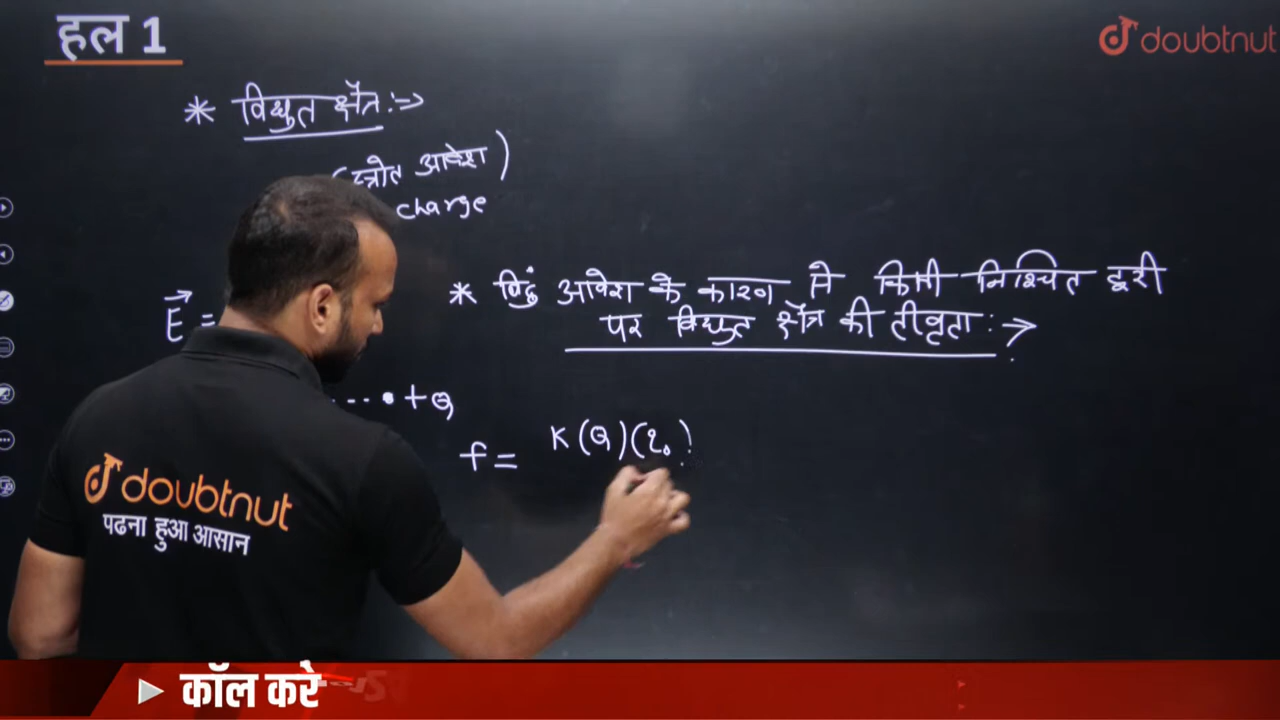 हल 1
doubtnut
* विद्युत क्षेत्र :→
(स्त्रोत आवेश)
charge
* बिंदु आवेश के कारण से किसी निश्चित दूरी
पर विद्युत क्षेत्र की तीव्रता :→
E⃗ =
+Q
f = K(Q)(q₀)
doubtnut
पढना हुआ आसान
कॉल करे